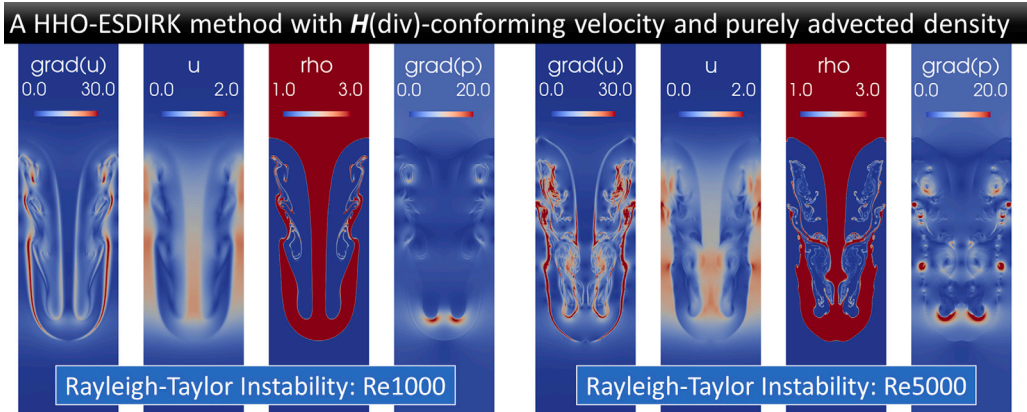 A HHO-ESDIRK method with H(div)-conforming velocity and purely advected density
grad(u) u rho grad(p) grad(u) u rho grad(p)
0.0 30.0 0.0 2.0 1.0 3.0 0.0 20.0 0.0 30.0 0.0 2.0 1.0 3.0 0.0 20.0
Rayleigh-Taylor Instability: Re1000 Rayleigh-Taylor Instability: Re5000